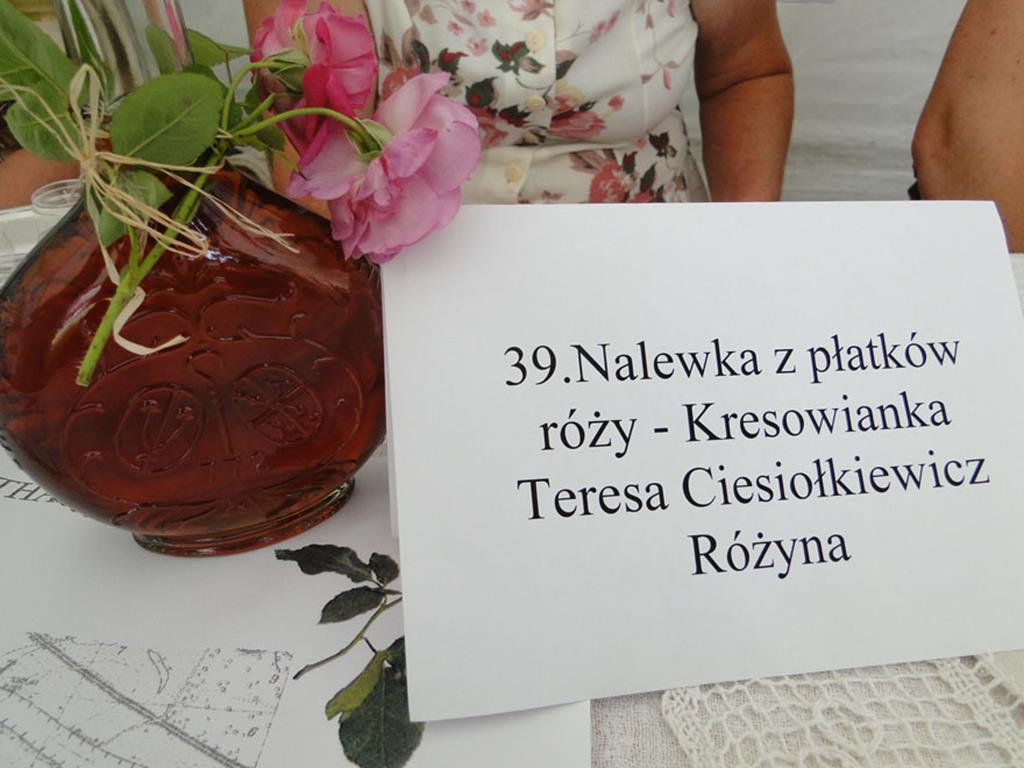 39.Nalewka z płatków
róży - Kresowianka
Teresa Ciesiołkiewicz
Różyna